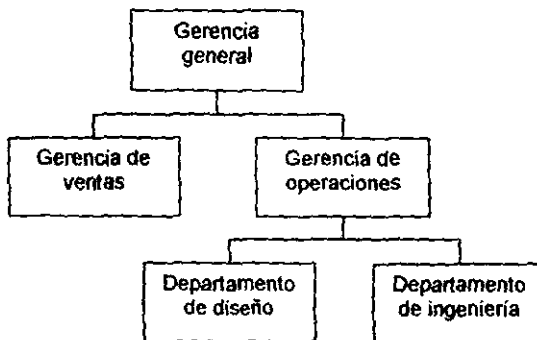 Gerencia
general
Gerencia de
ventas
Gerencia de
operaciones
Departamento
de diseño
Departamento
de ingeniería